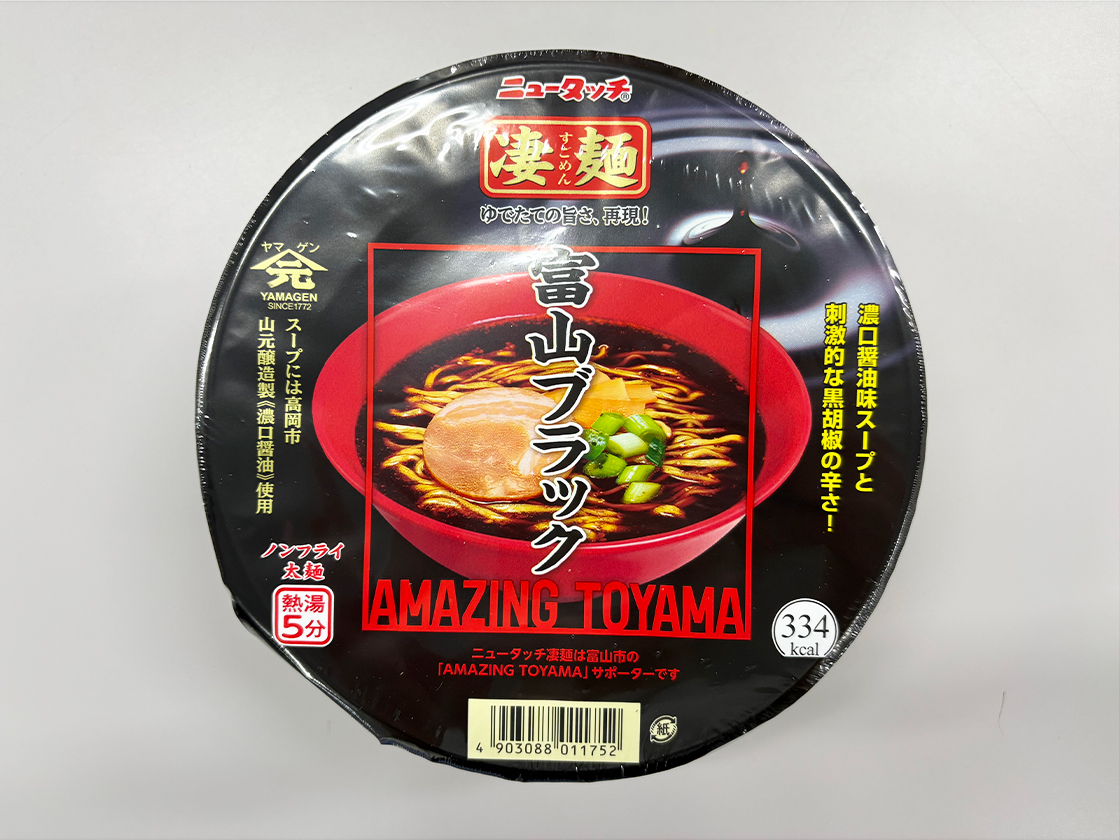 ニュータッチ®
凄麺
すごめん
ゆでたての旨さ、再現!
富山ブラック
濃口醤油味スープと
刺激的な黒胡椒の辛さ!
ヤマゲン
元
YAMAGEN
SINCE1772
スープには高岡市
山元醸造製《濃口醤油》使用
ノンフライ
太麺
熱湯
5分
AMAZING TOYAMA
334
kcal
ニュータッチ凄麺は富山市の
「AMAZING TOYAMA」サポーターです
4 903088 011752
紙